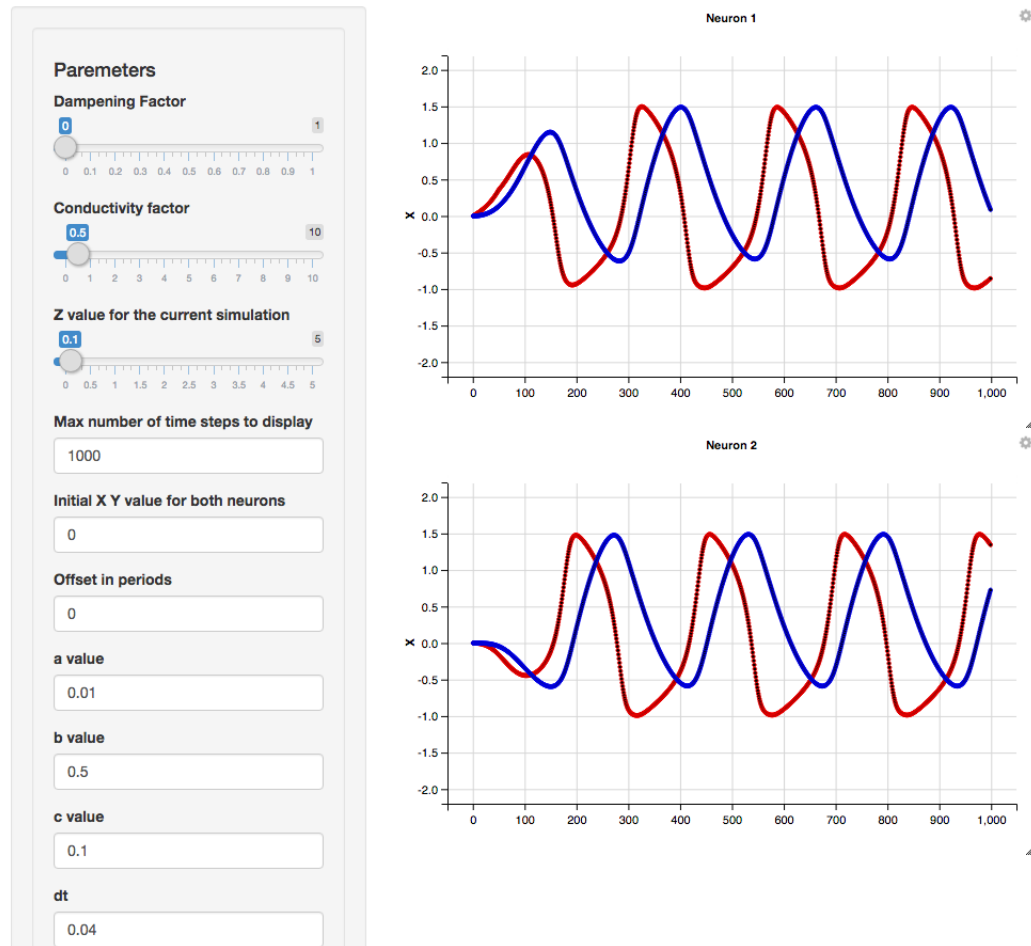 Paremeters
Dampening Factor
0 1
0 0.1 0.2 0.3 0.4 0.5 0.6 0.7 0.8 0.9 1
Conductivity factor
0.5 10
0 1 2 3 4 5 6 7 8 9 10
Z value for the current simulation
0.1 5
0 0.5 1 1.5 2 2.5 3 3.5 4 4.5 5
Max number of time steps to display
1000
Initial X Y value for both neurons
0
Offset in periods
0
a value
0.01
b value
0.5
c value
0.1
dt
0.04
Neuron 1
2.0
1.5
1.0
0.5
0.0
-0.5
-1.0
-1.5
-2.0
X
0 100 200 300 400 500 600 700 800 900 1,000
Neuron 2
2.0
1.5
1.0
0.5
0.0
-0.5
-1.0
-1.5
-2.0
X
0 100 200 300 400 500 600 700 800 900 1,000